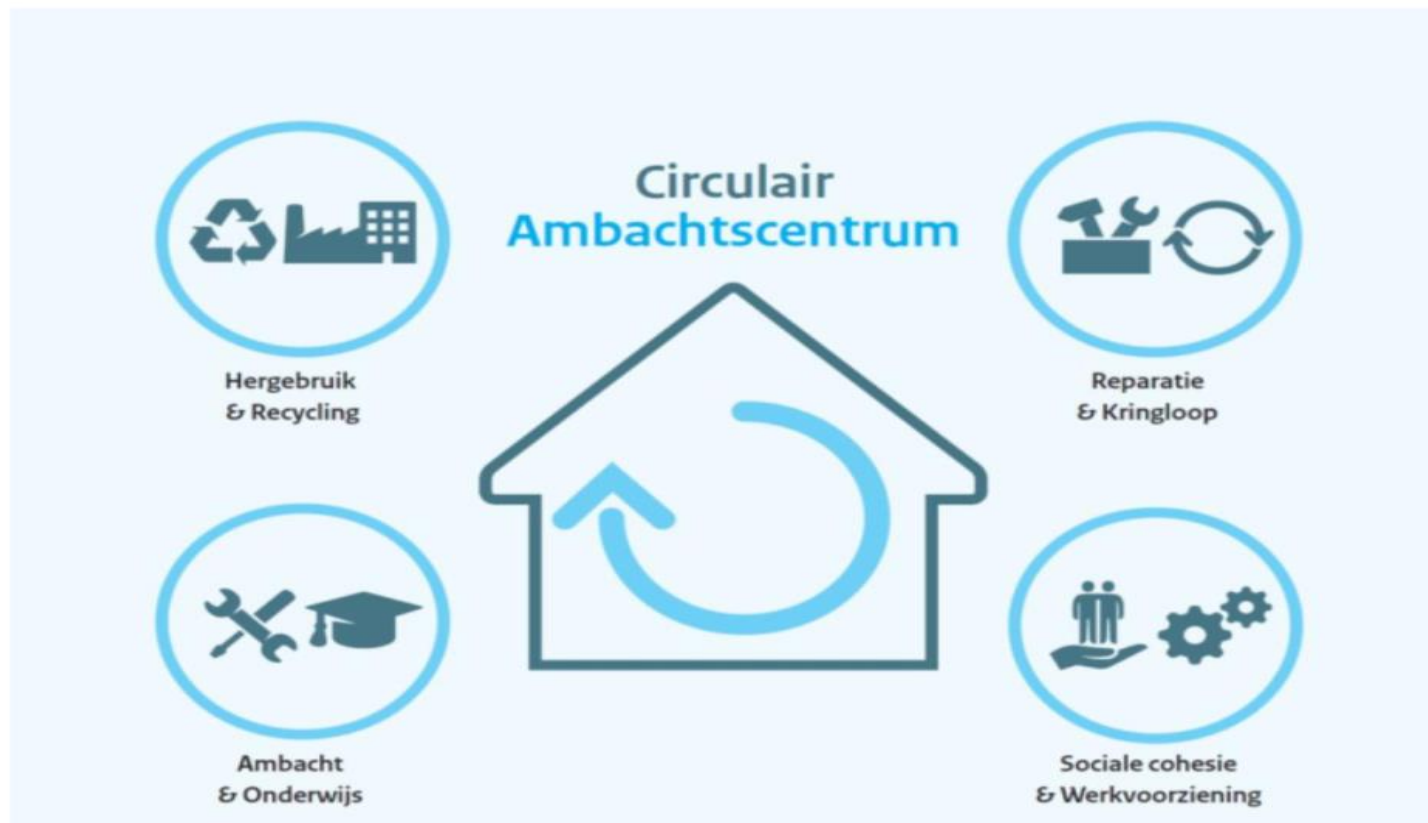 Circulair
Ambachtscentrum
Hergebruik
& Recycling
Reparatie
& Kringloop
Ambacht
& Onderwijs
Sociale cohesie
& Werkvoorziening